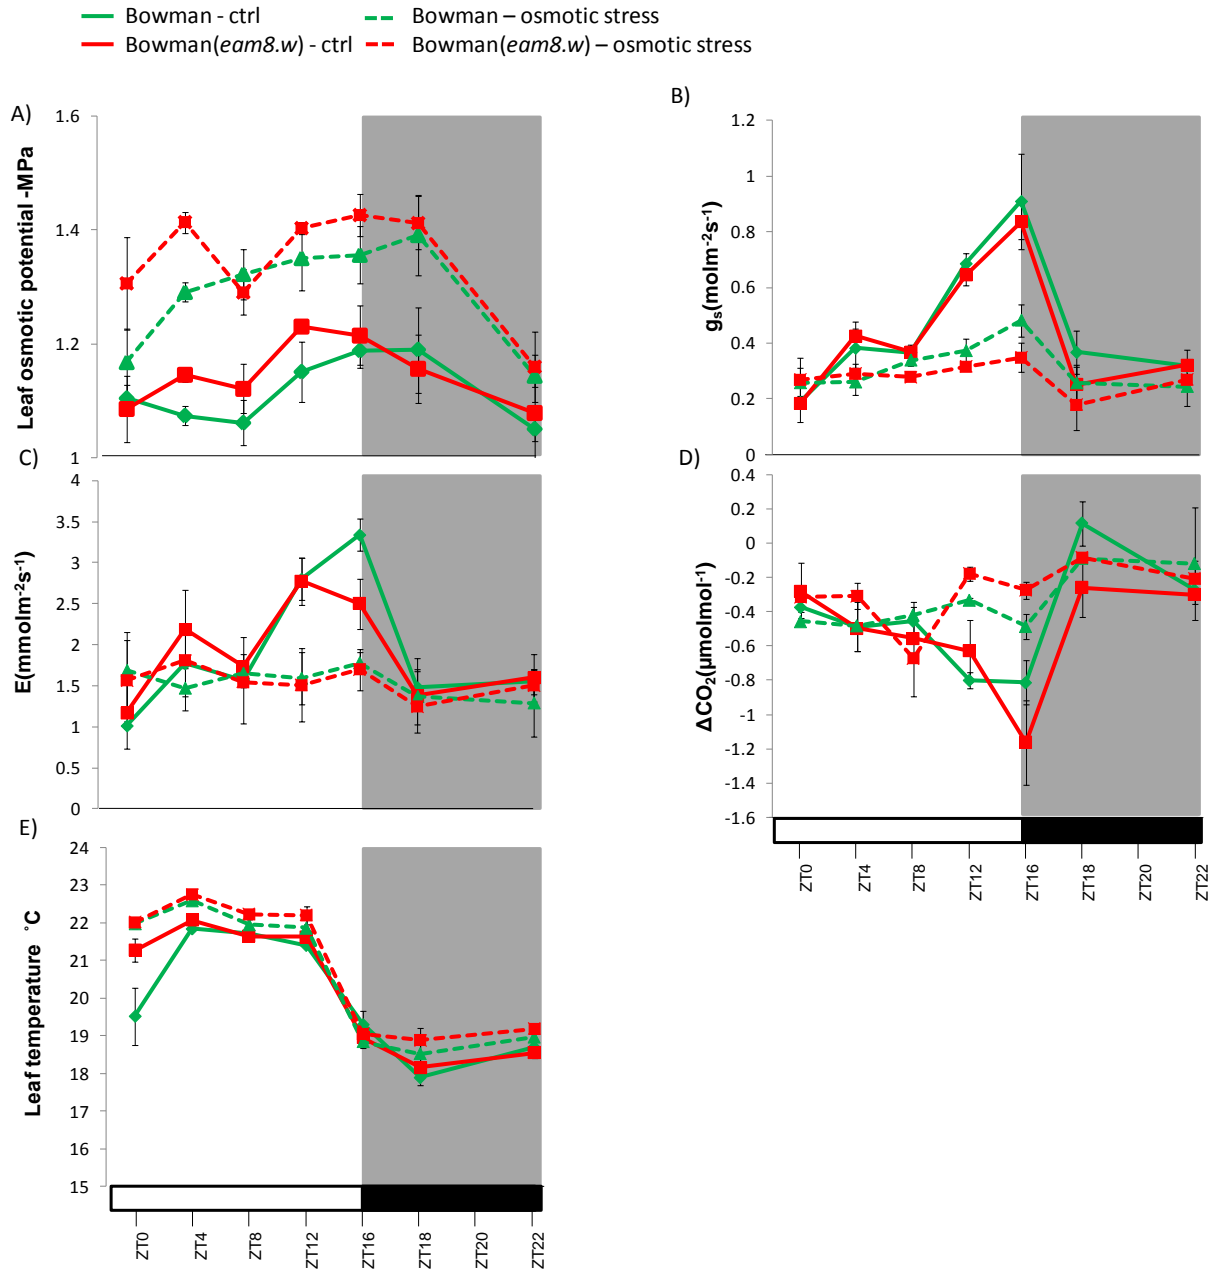 Bowman - ctrl
Bowman – osmotic stress
Bowman(eam8.w) - ctrl
Bowman(eam8.w) – osmotic stress
A)
Leaf osmotic potential -MPa
1.6
1.4
1.2
1
B)
gs(molm-2s-1)
1.2
1
0.8
0.6
0.4
0.2
0
C)
E(mmolm-2s-1)
4
3.5
3
2.5
2
1.5
1
0.5
0
D)
ΔCO2(μmolmol-1)
0.4
0.2
0
-0.2
-0.4
-0.6
-0.8
-1
-1.2
-1.4
-1.6
ZT0
ZT4
ZT8
ZT12
ZT16
ZT18
ZT20
ZT22
E)
Leaf temperature °C
24
23
22
21
20
19
18
17
16
15
ZT0
ZT4
ZT8
ZT12
ZT16
ZT18
ZT20
ZT22